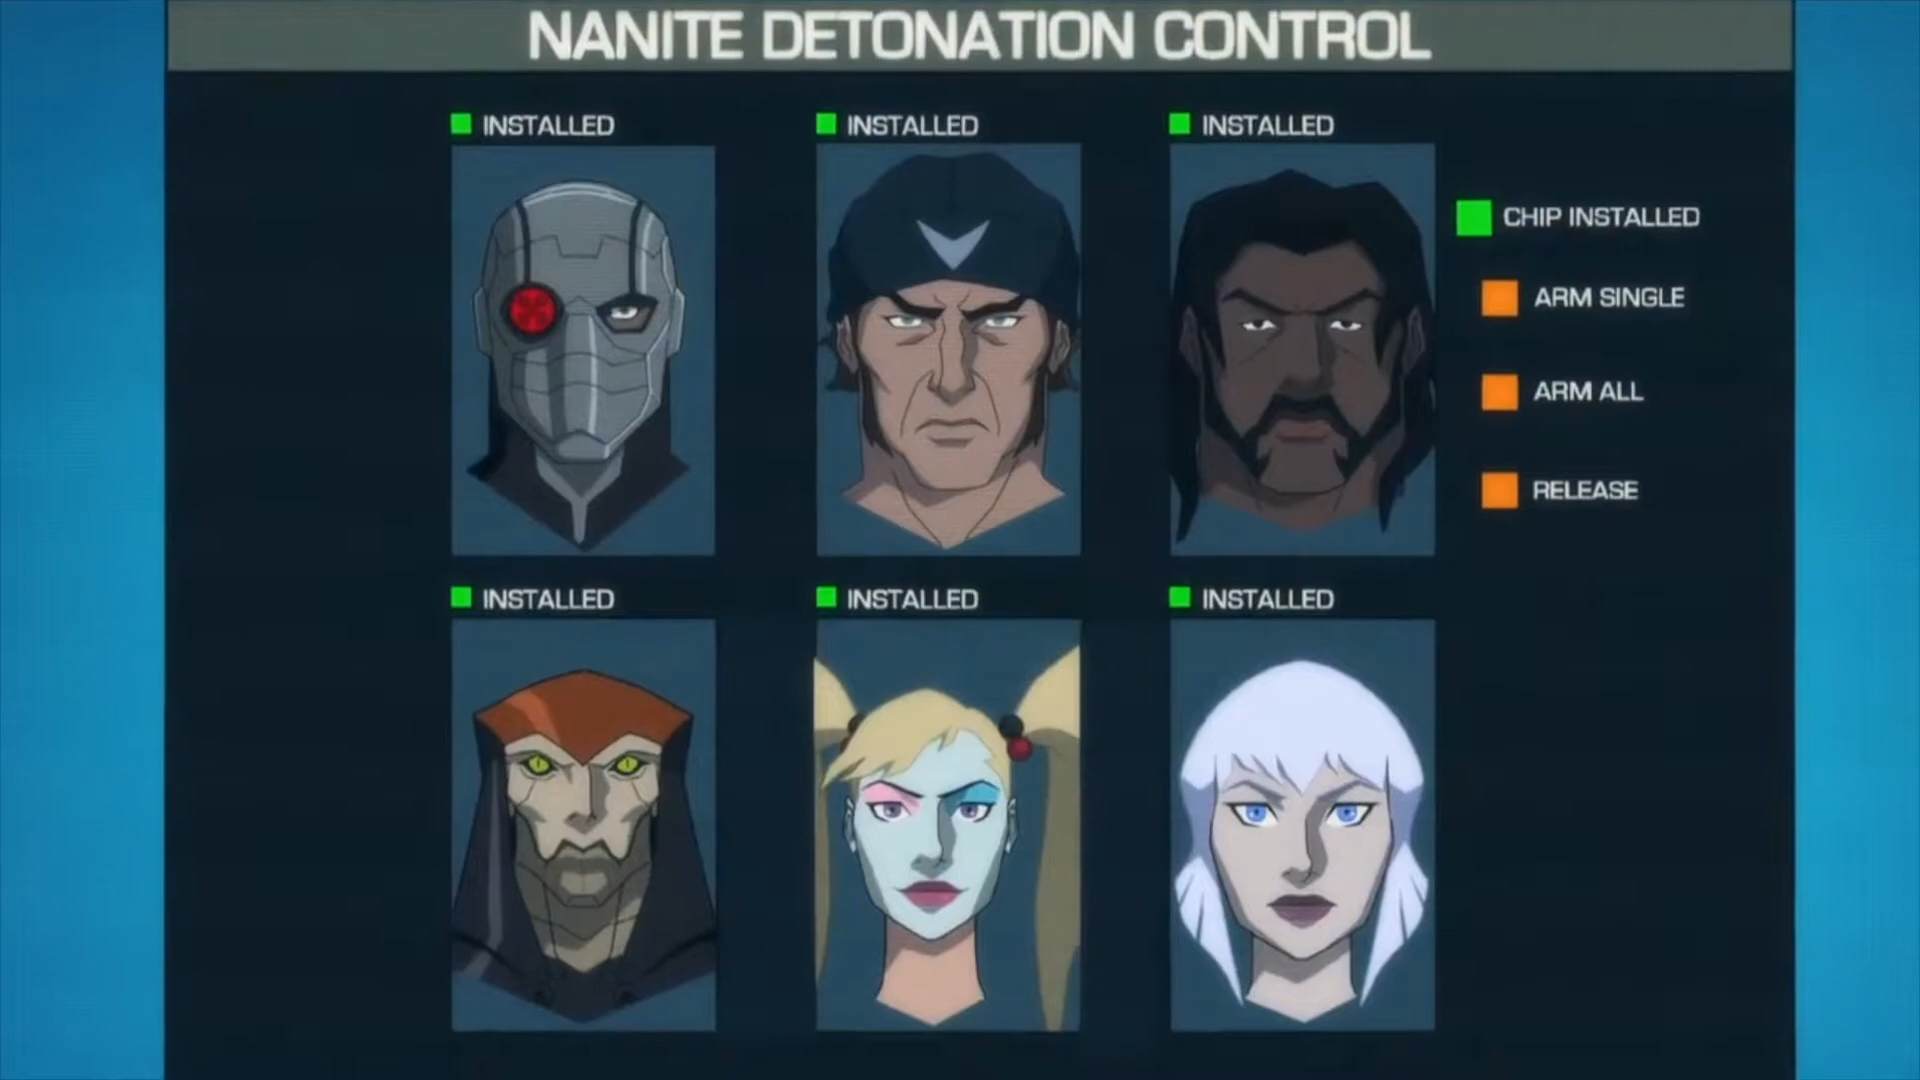 NANITE DETONATION CONTROL
INSTALLED
INSTALLED
INSTALLED
CHIP INSTALLED
ARM SINGLE
ARM ALL
RELEASE
INSTALLED
INSTALLED
INSTALLED